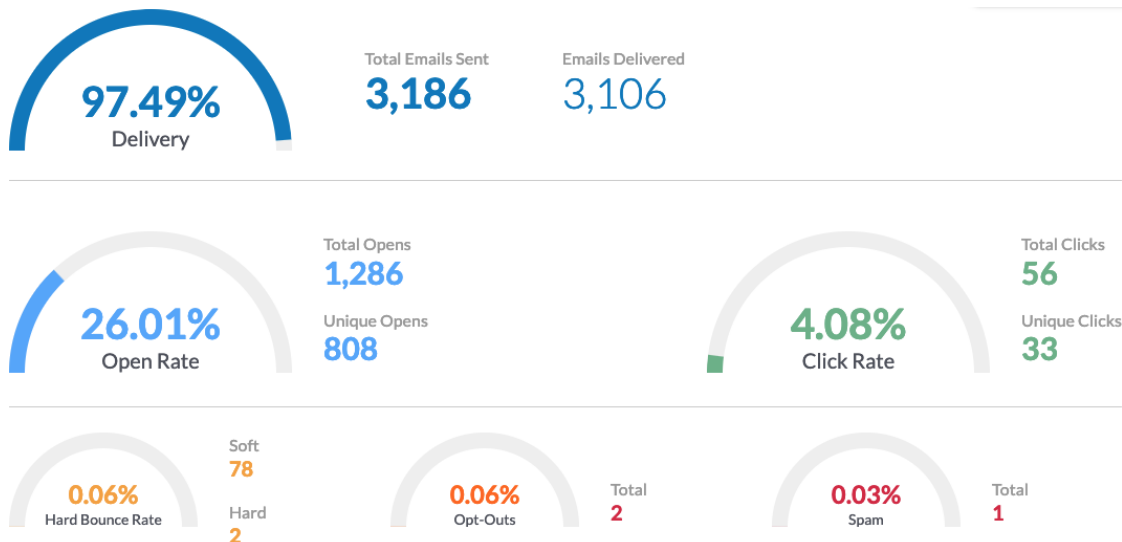 Total Emails Sent
Emails Delivered
3,186
3,106
97.49%
Delivery
Total Opens
1,286
Unique Opens
808
26.01%
Open Rate
Total Clicks
56
Unique Clicks
33
4.08%
Click Rate
Soft
78
Hard
2
0.06%
Hard Bounce Rate
0.06%
Opt-Outs
Total
2
0.03%
Spam
Total
1